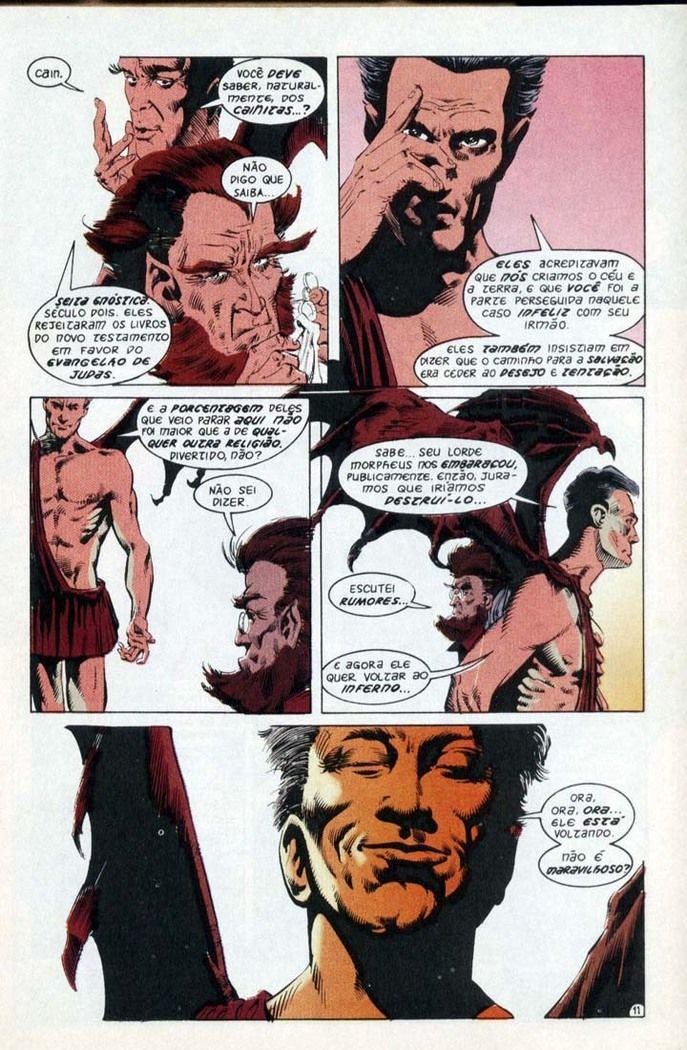 CAIN.
VOCÊ DEVE
SABER, NATURAL-
MENTE, DOS
CAINITAS...?
NÃO
DIGO QUE
SAIBA...
SEITA GNÓSTICA.
SÉCULO DOIS. ELES
REJEITARAM OS LIVROS
DO NOVO TESTAMENTO
EM FAVOR DO
EVANGELHO DE
JUDAS.
ELES ACREDITAVAM
QUE NÓS CRIAMOS O CÉU E
A TERRA, E QUE VOCÊ FOI A
PARTE PERSEGUIDA NAQUELE
CASO INFELIZ COM SEU
IRMÃO.
ELES TAMBÉM INSISTIAM EM
DIZER QUE O CAMINHO PARA A SALVAÇÃO
ERA CEDER AO DESEJO E TENTAÇÃO.
E A PORCENTAGEM DELES
QUE VEIO PARAR AQUI NÃO
FOI MAIOR QUE A DE QUAL-
QUER OUTRA RELIGIÃO.
DIVERTIDO, NÃO?
NÃO SEI
DIZER.
SABE... SEU LORDE
MORPHEUS NOS EMBARAÇOU,
PUBLICAMENTE. ENTÃO, JURA-
MOS QUE IRÍAMOS
DESTRUÍ-LO...
ESCUTEI
RUMORES...
E AGORA ELE
QUER VOLTAR AO
INFERNO...
ORA,
ORA, ORA...
ELE ESTÁ
VOLTANDO.
NÃO É
MARAVILHOSO?
11